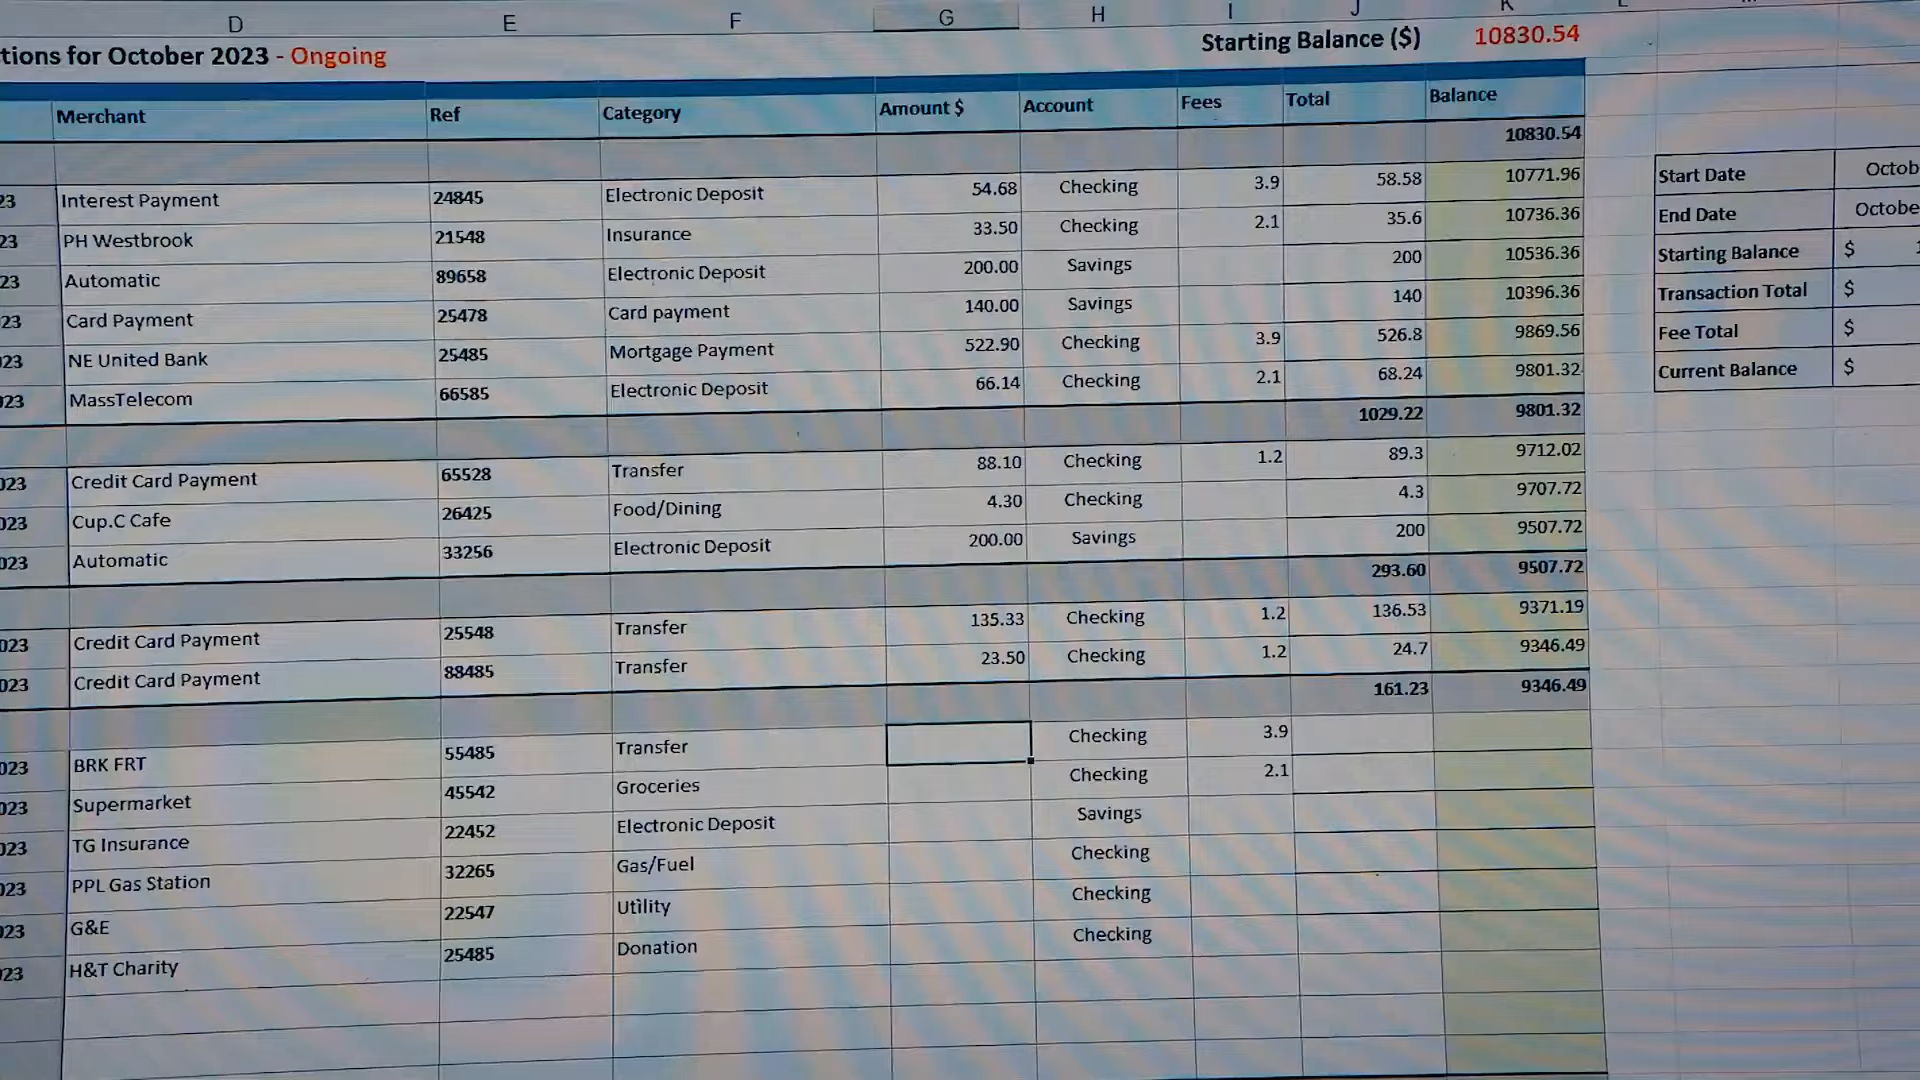 D E F G H I J K
tions for October 2023 - Ongoing Starting Balance ($) 10830.54
Merchant Ref Category Amount $ Account Fees Total Balance
10830.54
23 Interest Payment 24845 Electronic Deposit 54.68 Checking 3.9 58.58 10771.96
23 PH Westbrook 21548 Insurance 33.50 Checking 2.1 35.6 10736.36
23 Automatic 89658 Electronic Deposit 200.00 Savings 200 10536.36
23 Card Payment 25478 Card payment 140.00 Savings 140 10396.36
023 NE United Bank 25485 Mortgage Payment 522.90 Checking 3.9 526.8 9869.56
023 MassTelecom 66585 Electronic Deposit 66.14 Checking 2.1 68.24 9801.32
1029.22 9801.32
023 Credit Card Payment 65528 Transfer 88.10 Checking 1.2 89.3 9712.02
023 Cup.C Cafe 26425 Food/Dining 4.30 Checking 4.3 9707.72
023 Automatic 33256 Electronic Deposit 200.00 Savings 200 9507.72
293.60 9507.72
023 Credit Card Payment 25548 Transfer 135.33 Checking 1.2 136.53 9371.19
023 Credit Card Payment 88485 Transfer 23.50 Checking 1.2 24.7 9346.49
161.23 9346.49
023 BRK FRT 55485 Transfer Checking 3.9
023 Supermarket 45542 Groceries Checking 2.1
023 TG Insurance 22452 Electronic Deposit Savings
023 PPL Gas Station 32265 Gas/Fuel Checking
023 G&E 22547 Utility Checking
023 H&T Charity 25485 Donation Checking
Start Date Octob
End Date Octobe
Starting Balance $
Transaction Total $
Fee Total $
Current Balance $